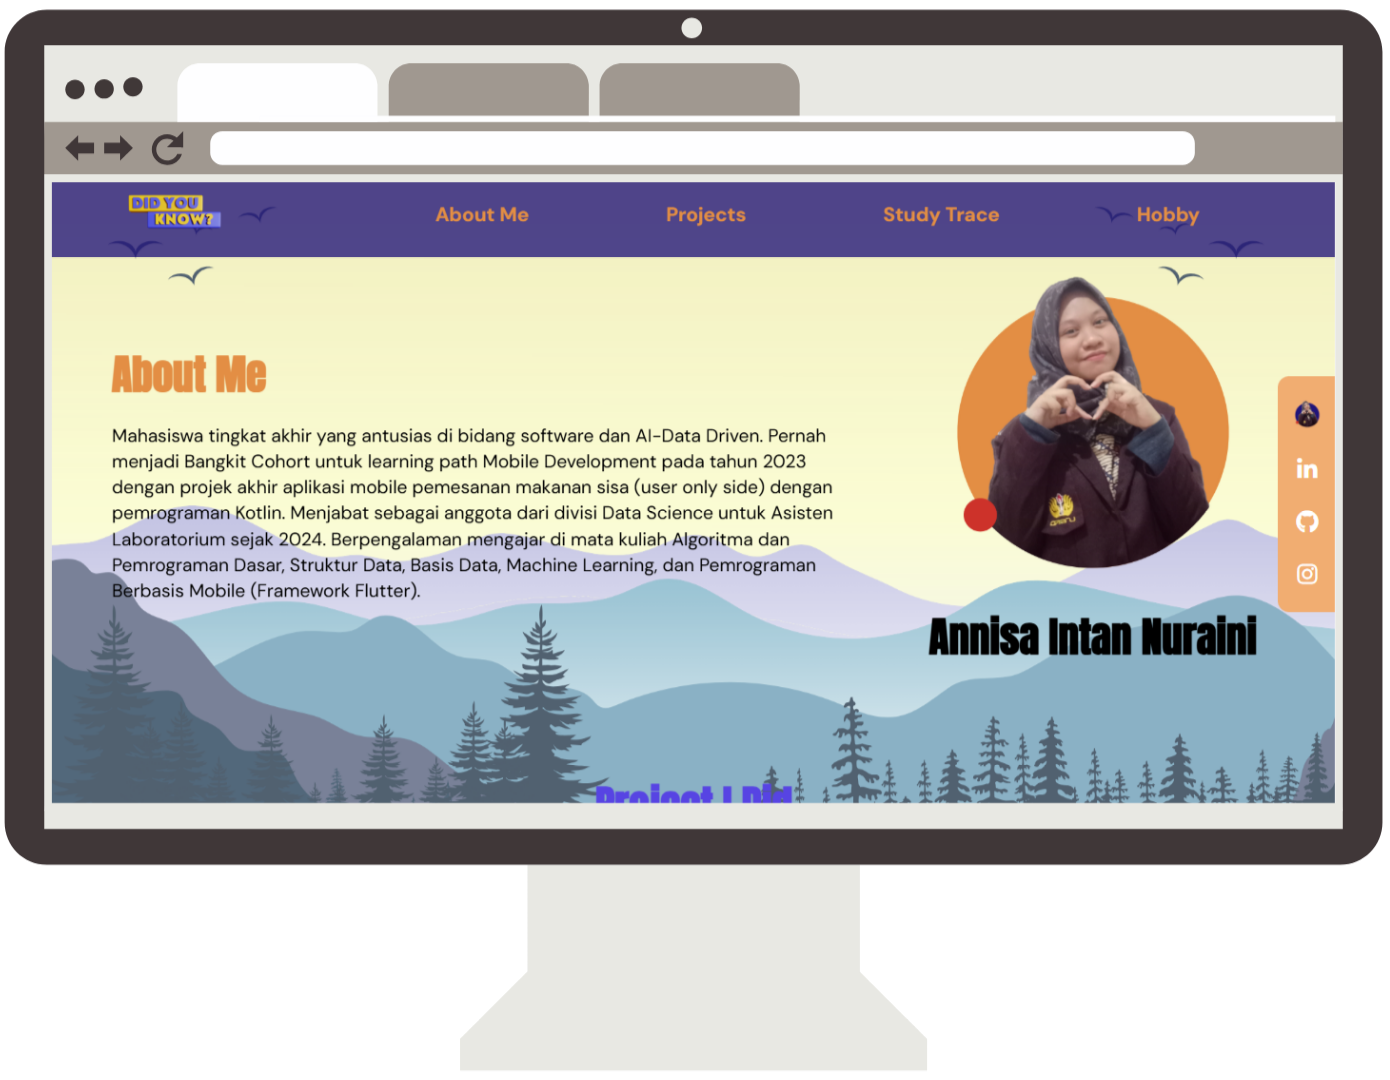 DID YOU
KNOW?
About Me
Projects
Study Trace
Hobby
About Me
Mahasiswa tingkat akhir yang antusias di bidang software dan AI-Data Driven. Pernah
menjadi Bangkit Cohort untuk learning path Mobile Development pada tahun 2023
dengan projek akhir aplikasi mobile pemesanan makanan sisa (user only side) dengan
pemrograman Kotlin. Menjabat sebagai anggota dari divisi Data Science untuk Asisten
Laboratorium sejak 2024. Berpengalaman mengajar di mata kuliah Algoritma dan
Pemrograman Dasar, Struktur Data, Basis Data, Machine Learning, dan Pemrograman
Berbasis Mobile (Framework Flutter).
in
Annisa Intan Nuraini
Project I Did